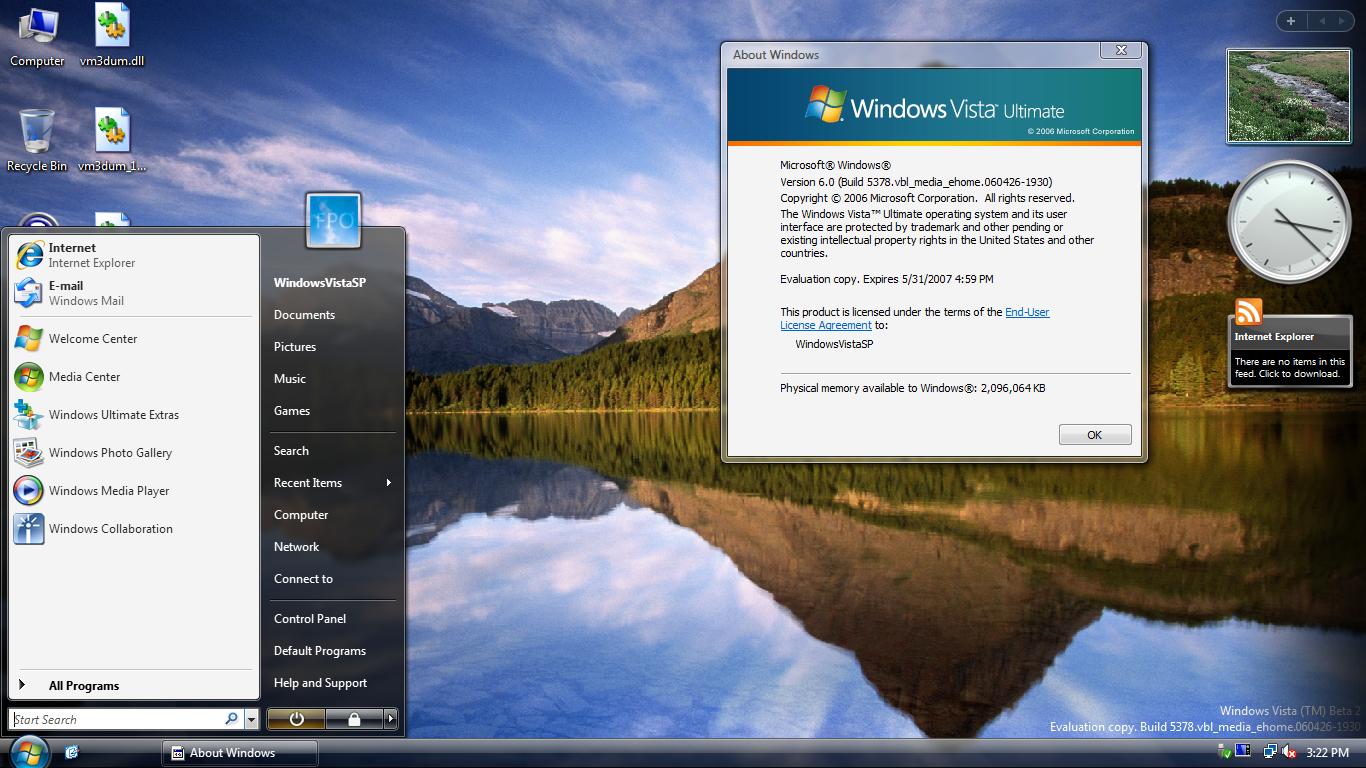 Computer
vm3dum.dll
Recycle Bin
vm3dum_1...
FPO
Internet
Internet Explorer
E-mail
Windows Mail
Welcome Center
Media Center
Windows Ultimate Extras
Windows Photo Gallery
Windows Media Player
Windows Collaboration
All Programs
Start Search
WindowsVistaSP
Documents
Pictures
Music
Games
Search
Recent Items
Computer
Network
Connect to
Control Panel
Default Programs
Help and Support
About Windows
Windows Vista™ Ultimate
© 2006 Microsoft Corporation
Microsoft® Windows®
Version 6.0 (Build 5378.vbl_media_ehome.060426-1930)
Copyright © 2006 Microsoft Corporation. All rights reserved.
The Windows Vista™ Ultimate operating system and its user
interface are protected by trademark and other pending or
existing intellectual property rights in the United States and other
countries.
Evaluation copy. Expires 5/31/2007 4:59 PM
This product is licensed under the terms of the End-User
License Agreement to:
WindowsVistaSP
Physical memory available to Windows®: 2,096,064 KB
OK
Internet Explorer
There are no items in this
feed. Click to download.
Windows Vista (TM) Beta 2
Evaluation copy. Build 5378.vbl_media_ehome.060426-1930
About Windows
3:22 PM